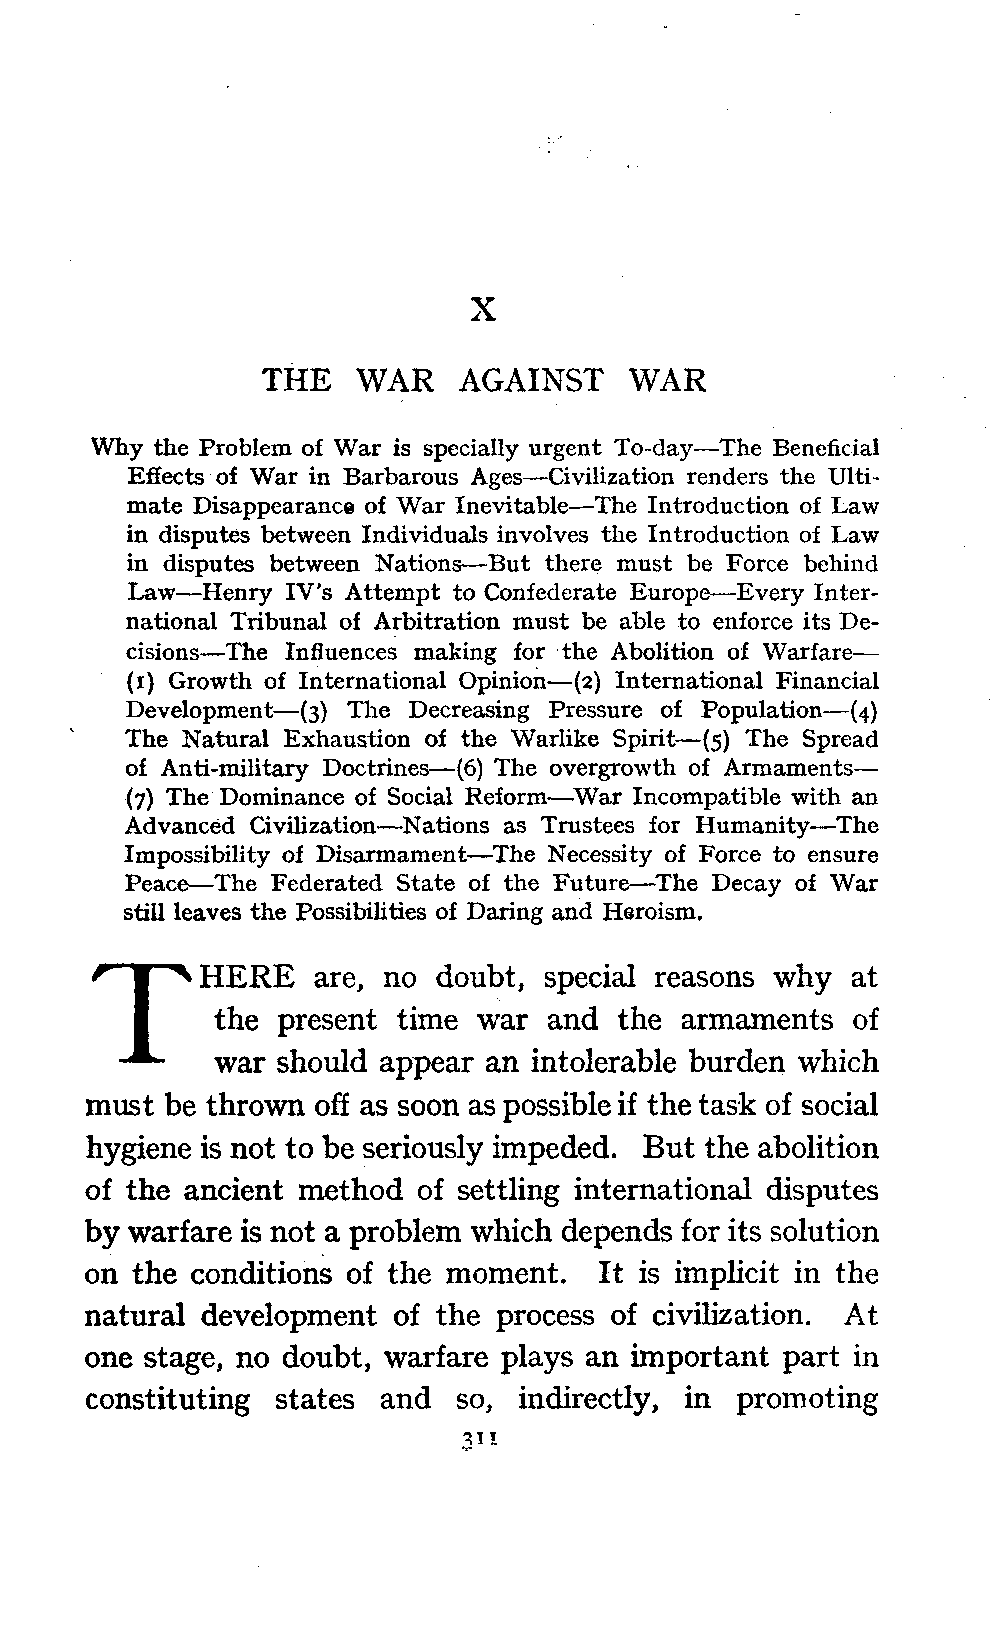 X
THE WAR AGAINST WAR
Why the Problem of War is specially urgent To-day—The Beneficial
Effects of War in Barbarous Ages—Civilization renders the Ulti-
mate Disappearance of War Inevitable—The Introduction of Law
in disputes between Individuals involves the Introduction of Law
in disputes between Nations—But there must be Force behind
Law—Henry IV's Attempt to Confederate Europe—Every Inter-
national Tribunal of Arbitration must be able to enforce its De-
cisions—The Influences making for the Abolition of Warfare—
(1) Growth of International Opinion—(2) International Financial
Development—(3) The Decreasing Pressure of Population—(4)
The Natural Exhaustion of the Warlike Spirit—(5) The Spread
of Anti-military Doctrines—(6) The overgrowth of Armaments—
(7) The Dominance of Social Reform—War Incompatible with an
Advanced Civilization—Nations as Trustees for Humanity—The
Impossibility of Disarmament—The Necessity of Force to ensure
Peace—The Federated State of the Future—The Decay of War
still leaves the Possibilities of Daring and Heroism.
THERE are, no doubt, special reasons why at
the present time war and the armaments of
war should appear an intolerable burden which
must be thrown off as soon as possible if the task of social
hygiene is not to be seriously impeded. But the abolition
of the ancient method of settling international disputes
by warfare is not a problem which depends for its solution
on the conditions of the moment. It is implicit in the
natural development of the process of civilization. At
one stage, no doubt, warfare plays an important part in
constituting states and so, indirectly, in promoting
311